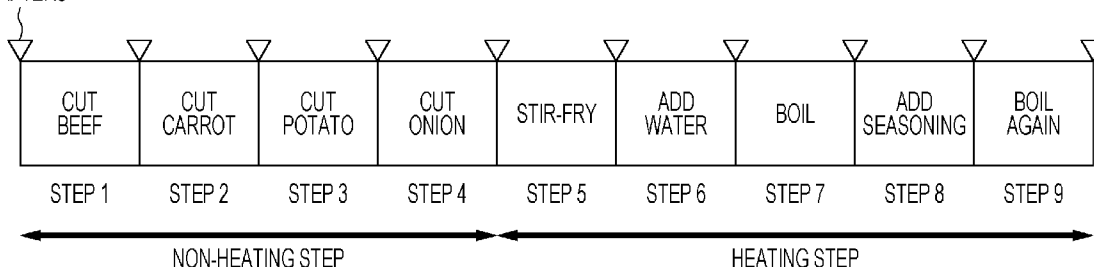 CUT
BEEF
CUT
CARROT
CUT
POTATO
CUT
ONION
STIR-FRY
ADD
WATER
BOIL
ADD
SEASONING
BOIL
AGAIN
STEP 1
STEP 2
STEP 3
STEP 4
STEP 5
STEP 6
STEP 7
STEP 8
STEP 9
NON-HEATING STEP
HEATING STEP